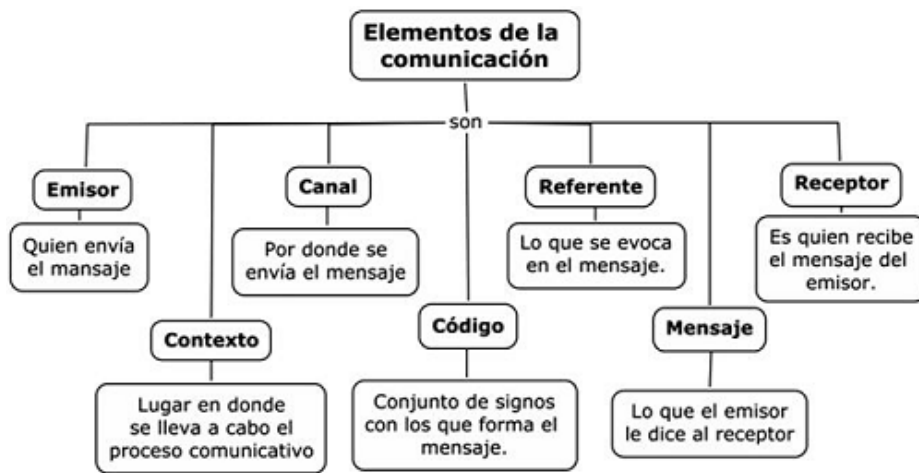 Elementos de la
comunicación
son
Emisor
Quien envía
el mansaje
Canal
Por donde se
envía el mensaje
Referente
Lo que se evoca
en el mensaje.
Receptor
Es quien recibe
el mensaje del
emisor.
Contexto
Lugar en donde
se lleva a cabo el
proceso comunicativo
Código
Conjunto de signos
con los que forma el
mensaje.
Mensaje
Lo que el emisor
le dice al receptor